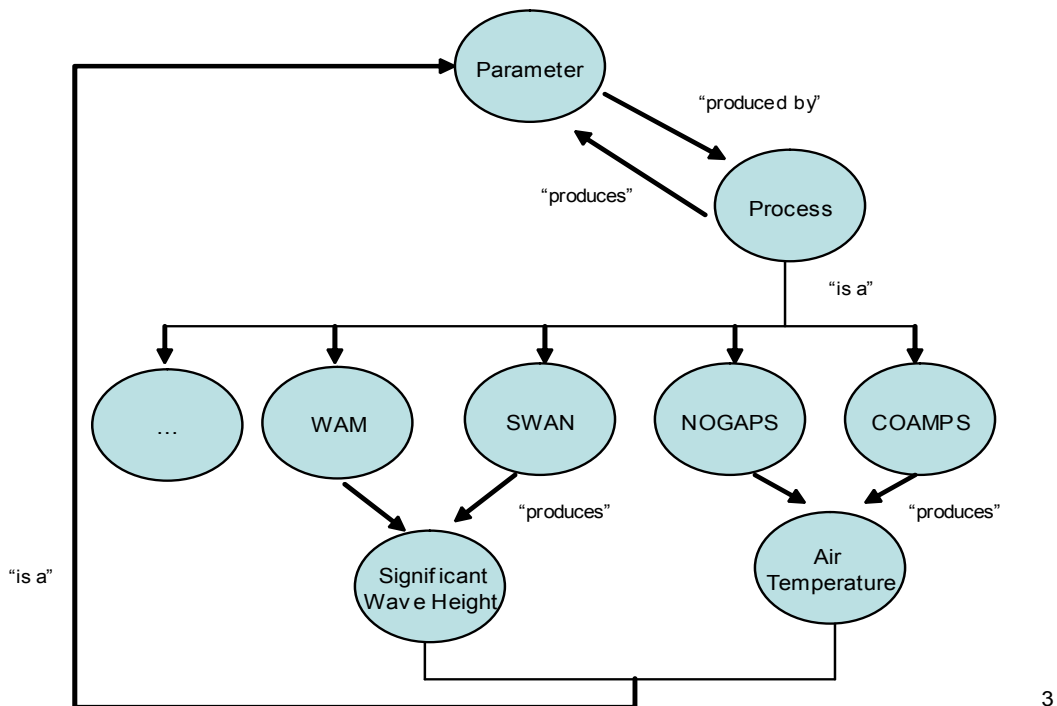 Parameter
“produced by”
“produces”
Process
“is a”
...
WAM
SWAN
NOGAPS
COAMPS
“produces”
“produces”
Significant
Wave Height
Air
Temperature
“is a”
3